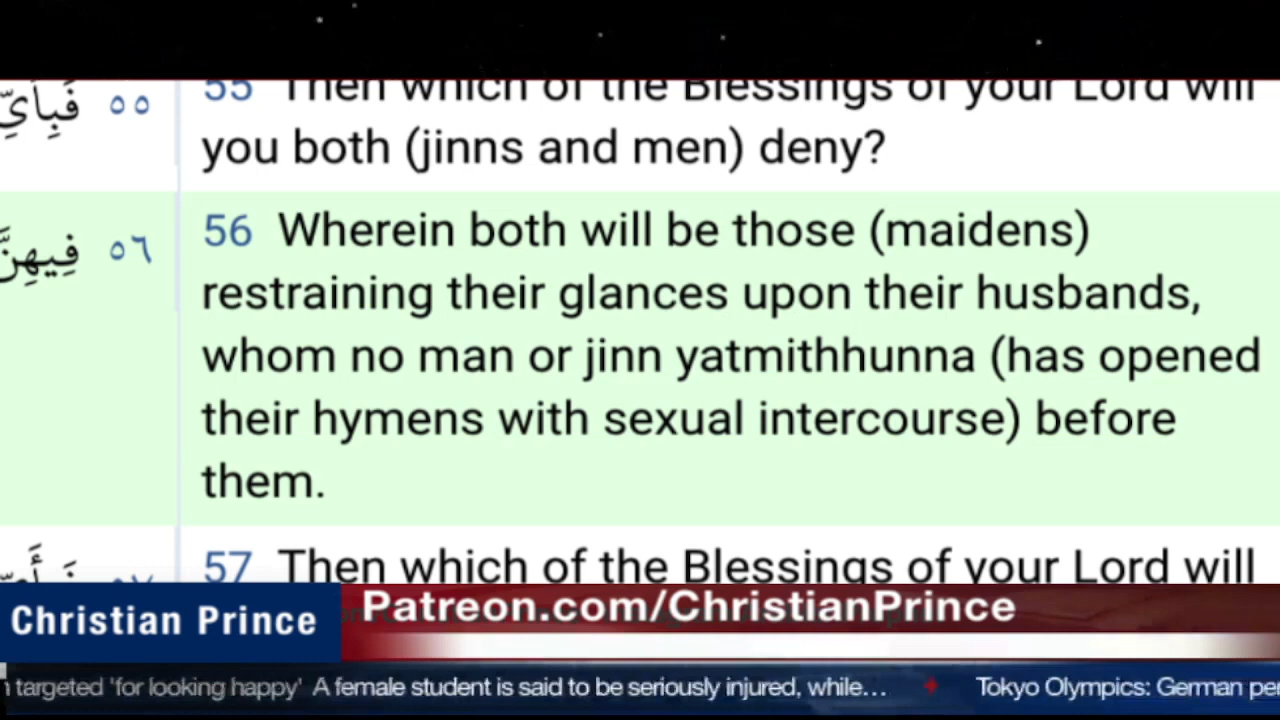 55 Then which of the Blessings of your Lord will
فَبِأَيِّ ٥٥
you both (jinns and men) deny?
56 Wherein both will be those (maidens)
فِيهِنَّ ٥٦
restraining their glances upon their husbands,
whom no man or jinn yatmithhunna (has opened
their hymens with sexual intercourse) before
them.
57 Then which of the Blessings of your Lord will
٥٧
Christian Prince
Patreon.com/ChristianPrince
targeted 'for looking happy' A female student is said to be seriously injured, while… Tokyo Olympics: German